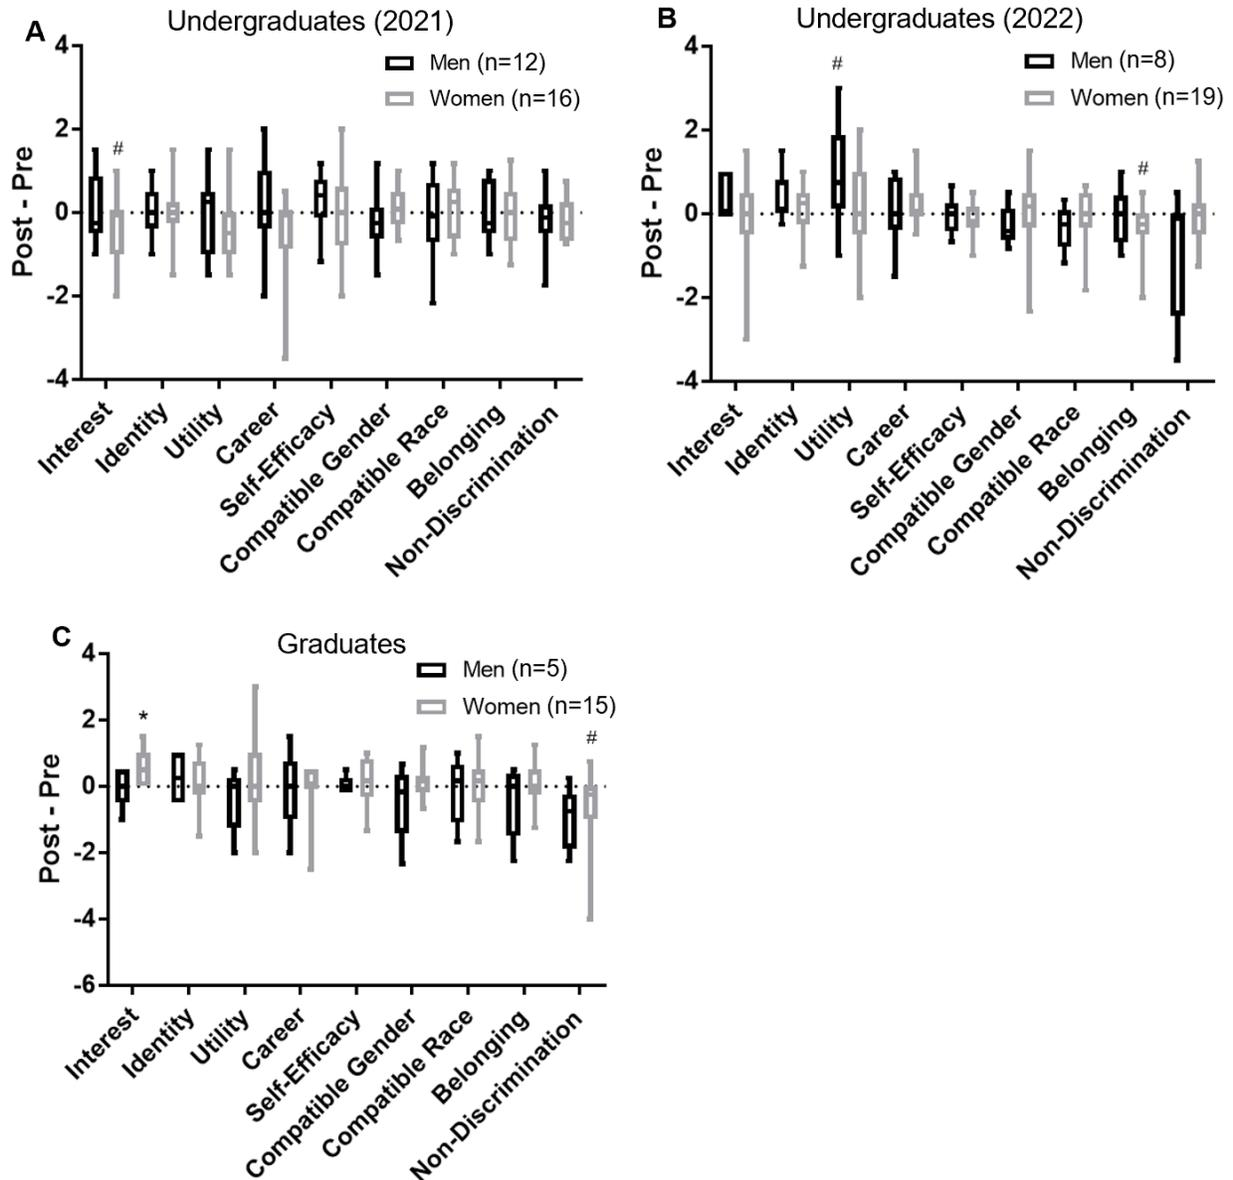 A
Undergraduates (2021)
Men (n=12)
Women (n=16)
Post - Pre
4
2
0
-2
-4
#
Interest
Identity
Utility
Career
Self-Efficacy
Compatible Gender
Compatible Race
Belonging
Non-Discrimination
B
Undergraduates (2022)
Men (n=8)
Women (n=19)
Post - Pre
4
2
0
-2
-4
#
#
Interest
Identity
Utility
Career
Self-Efficacy
Compatible Gender
Compatible Race
Belonging
Non-Discrimination
C
Graduates
Men (n=5)
Women (n=15)
Post - Pre
4
2
0
-2
-4
-6
*
#
Interest
Identity
Utility
Career
Self-Efficacy
Compatible Gender
Compatible Race
Belonging
Non-Discrimination